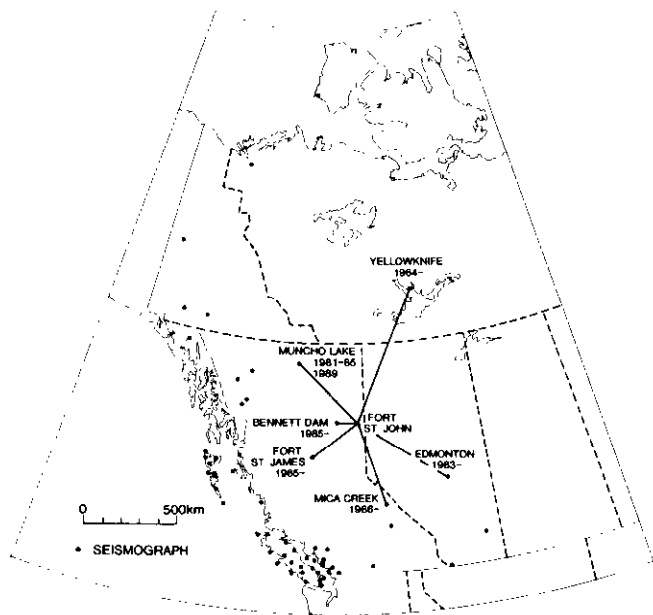 YELLOWKNIFE
1964-
MUNCHO LAKE
1981-85
1989
BENNETT DAM
1985-
FORT
ST JOHN
FORT
ST JAMES
1965-
EDMONTON
1963-
MICA CREEK
1966-
0 500km
SEISMOGRAPH